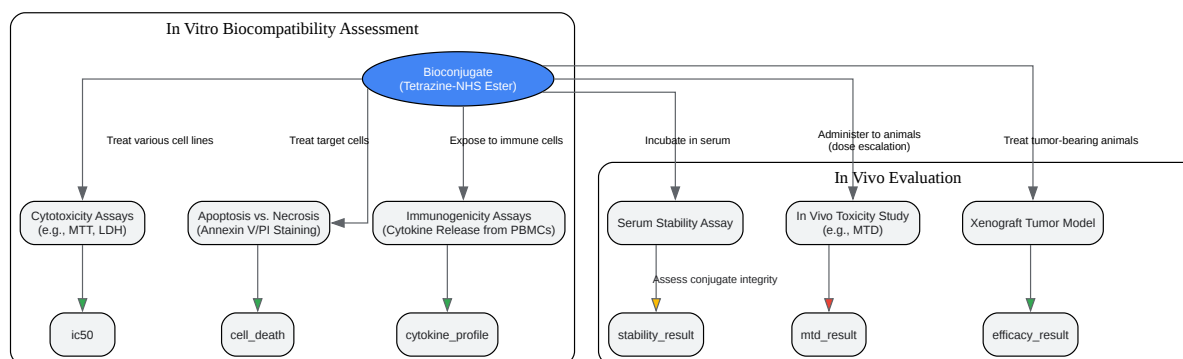 In Vitro Biocompatibility Assessment
Bioconjugate
(Tetrazine-NHS Ester)
Treat various cell lines
Treat target cells
Expose to immune cells
Incubate in serum
Administer to animals
(dose escalation)
Treat tumor-bearing animals
In Vivo Evaluation
Cytotoxicity Assays
(e.g., MTT, LDH)
Apoptosis vs. Necrosis
(Annexin V/PI Staining)
Immunogenicity Assays
(Cytokine Release from PBMCs)
Serum Stability Assay
In Vivo Toxicity Study
(e.g., MTD)
Xenograft Tumor Model
Assess conjugate integrity
ic50
cell_death
cytokine_profile
stability_result
mtd_result
efficacy_result